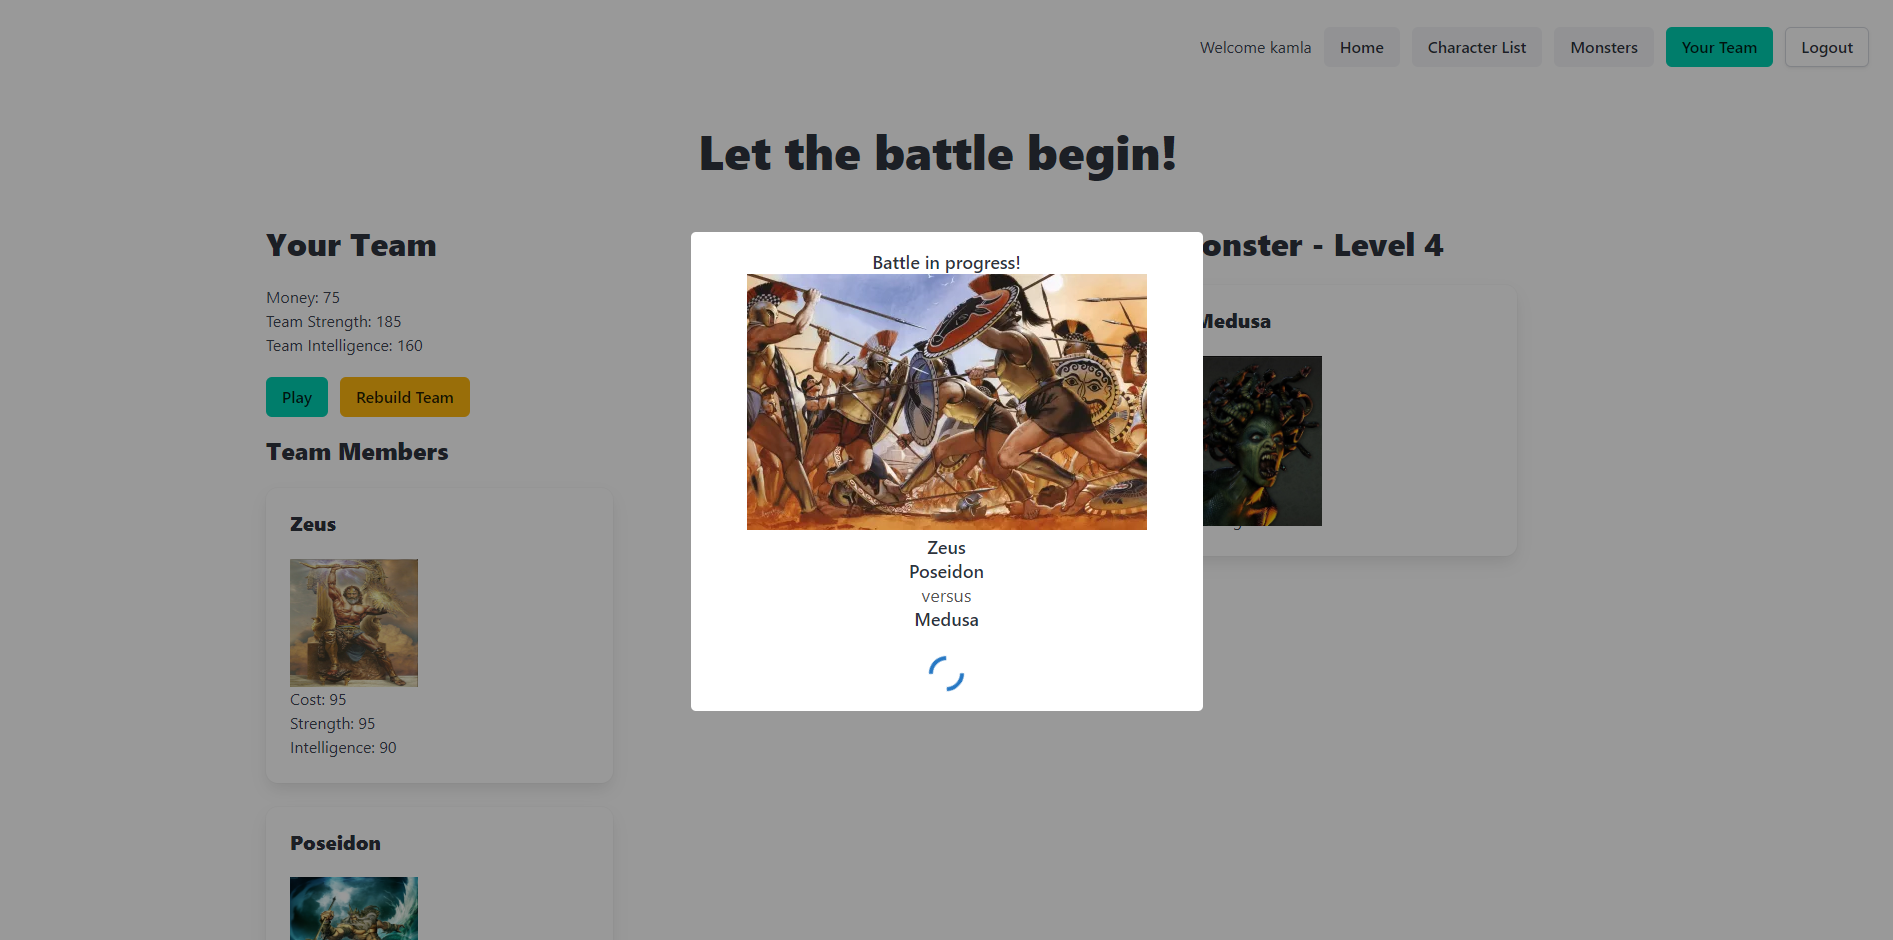 Welcome kamla
Home
Character List
Monsters
Your Team
Logout
Let the battle begin!
Your Team
Money: 75
Team Strength: 185
Team Intelligence: 160
Play
Rebuild Team
Team Members
Zeus
Cost: 95
Strength: 95
Intelligence: 90
Poseidon
Battle in progress!
Zeus
Poseidon
versus
Medusa
onster - Level 4
Medusa